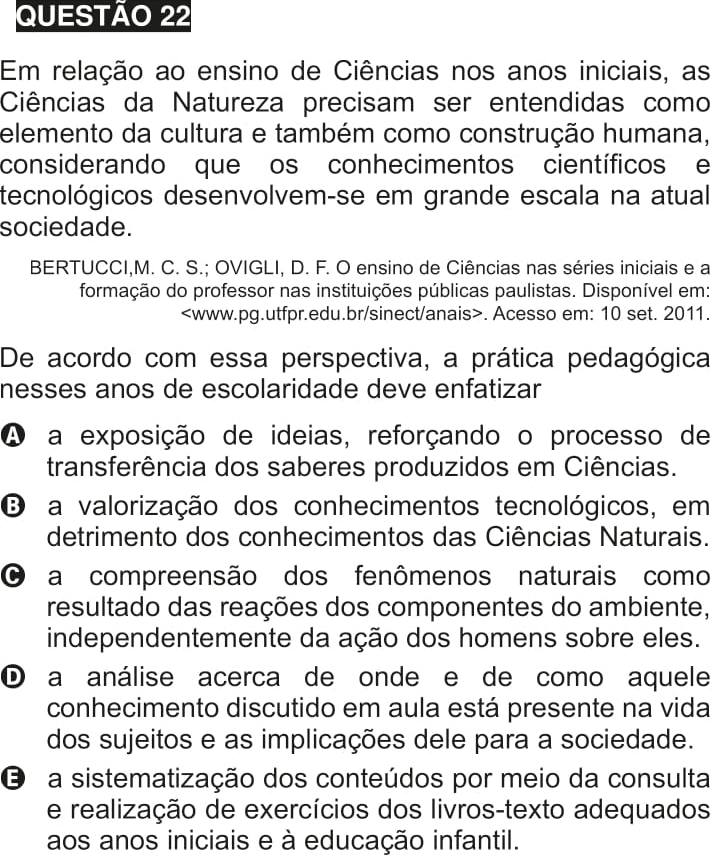 QUESTÃO 22
Em relação ao ensino de Ciências nos anos iniciais, as
Ciências da Natureza precisam ser entendidas como
elemento da cultura e também como construção humana,
considerando que os conhecimentos científicos e
tecnológicos desenvolvem-se em grande escala na atual
sociedade.
BERTUCCI,M. C. S.; OVIGLI, D. F. O ensino de Ciências nas séries iniciais e a
formação do professor nas instituições públicas paulistas. Disponível em:
<www.pg.utfpr.edu.br/sinect/anais>. Acesso em: 10 set. 2011.
De acordo com essa perspectiva, a prática pedagógica
nesses anos de escolaridade deve enfatizar
A a exposição de ideias, reforçando o processo de
transferência dos saberes produzidos em Ciências.
B a valorização dos conhecimentos tecnológicos, em
detrimento dos conhecimentos das Ciências Naturais.
C a compreensão dos fenômenos naturais como
resultado das reações dos componentes do ambiente,
independentemente da ação dos homens sobre eles.
D a análise acerca de onde e de como aquele
conhecimento discutido em aula está presente na vida
dos sujeitos e as implicações dele para a sociedade.
E a sistematização dos conteúdos por meio da consulta
e realização de exercícios dos livros-texto adequados
aos anos iniciais e à educação infantil.